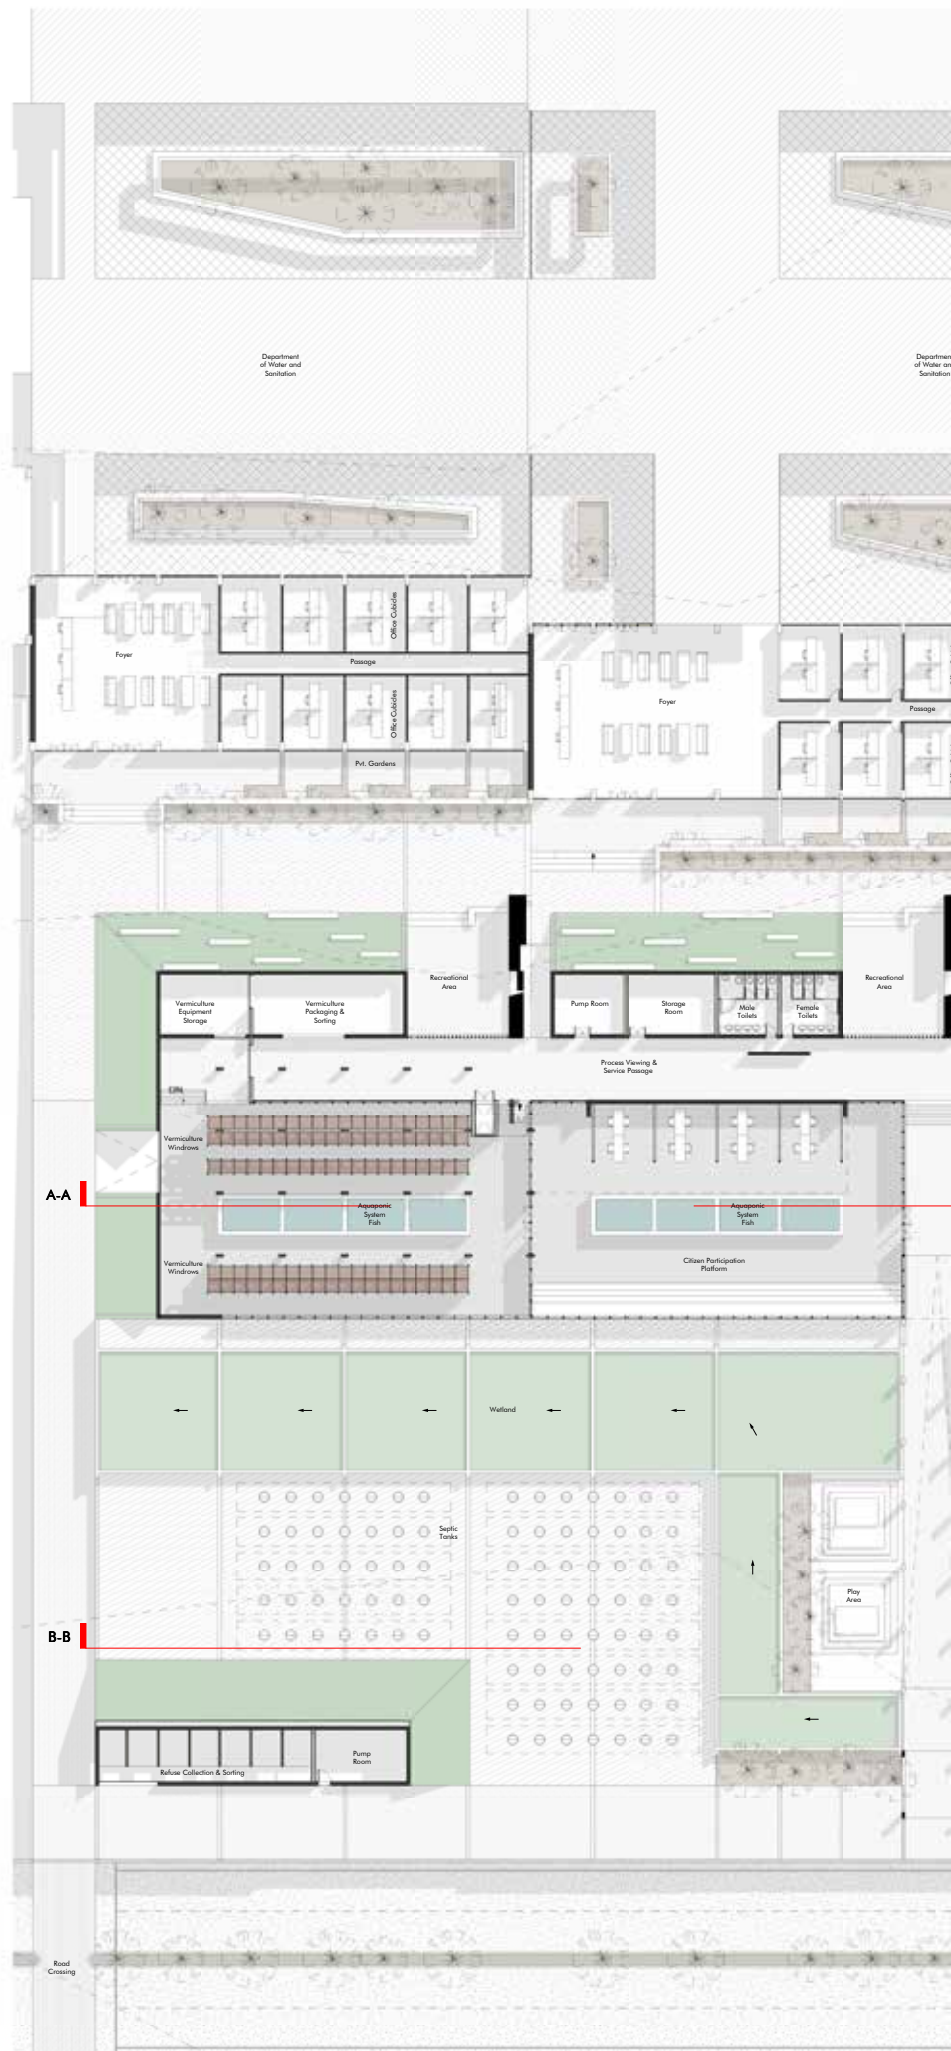 Department
of Water and
Sanitation
Departmen
of Water an
Sanitation
Office Cubicles
Foyer
Passage
Office Cubicles
Foyer
Passage
Pvt. Gardens
Recreational
Area
Recreational
Area
Vermiculture
Equipment
Storage
Vermiculture
Packaging &
Sorting
Pump Room
Storage
Room
Male
Toilets
Female
Toilets
Process Viewing &
Service Passage
Vermiculture
Windrows
A-A
Aquaponic
System
Fish
Aquaponic
System
Fish
Vermiculture
Windrows
Citizen Participation
Platform
Wetland
Septic
Tanks
Play
Area
B-B
Pump
Room
Refuse Collection & Sorting
Road
Crossing